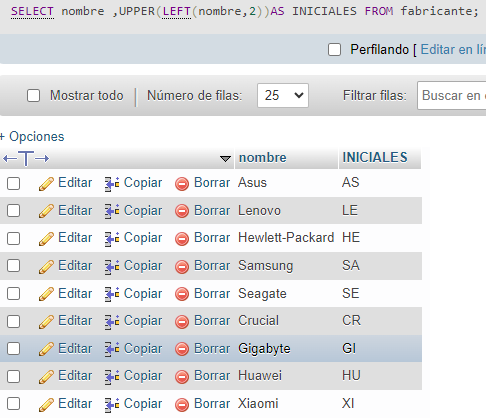 SELECT nombre ,UPPER(LEFT(nombre,2))AS INICIALES FROM fabricante;
Perfilando [ Editar en lí
Mostrar todo Número de filas: 25 Filtrar filas: Buscar en e
+ Opciones
←T→ nombre INICIALES
Editar Copiar Borrar Asus AS
Editar Copiar Borrar Lenovo LE
Editar Copiar Borrar Hewlett-Packard HE
Editar Copiar Borrar Samsung SA
Editar Copiar Borrar Seagate SE
Editar Copiar Borrar Crucial CR
Editar Copiar Borrar Gigabyte GI
Editar Copiar Borrar Huawei HU
Editar Copiar Borrar Xiaomi XI